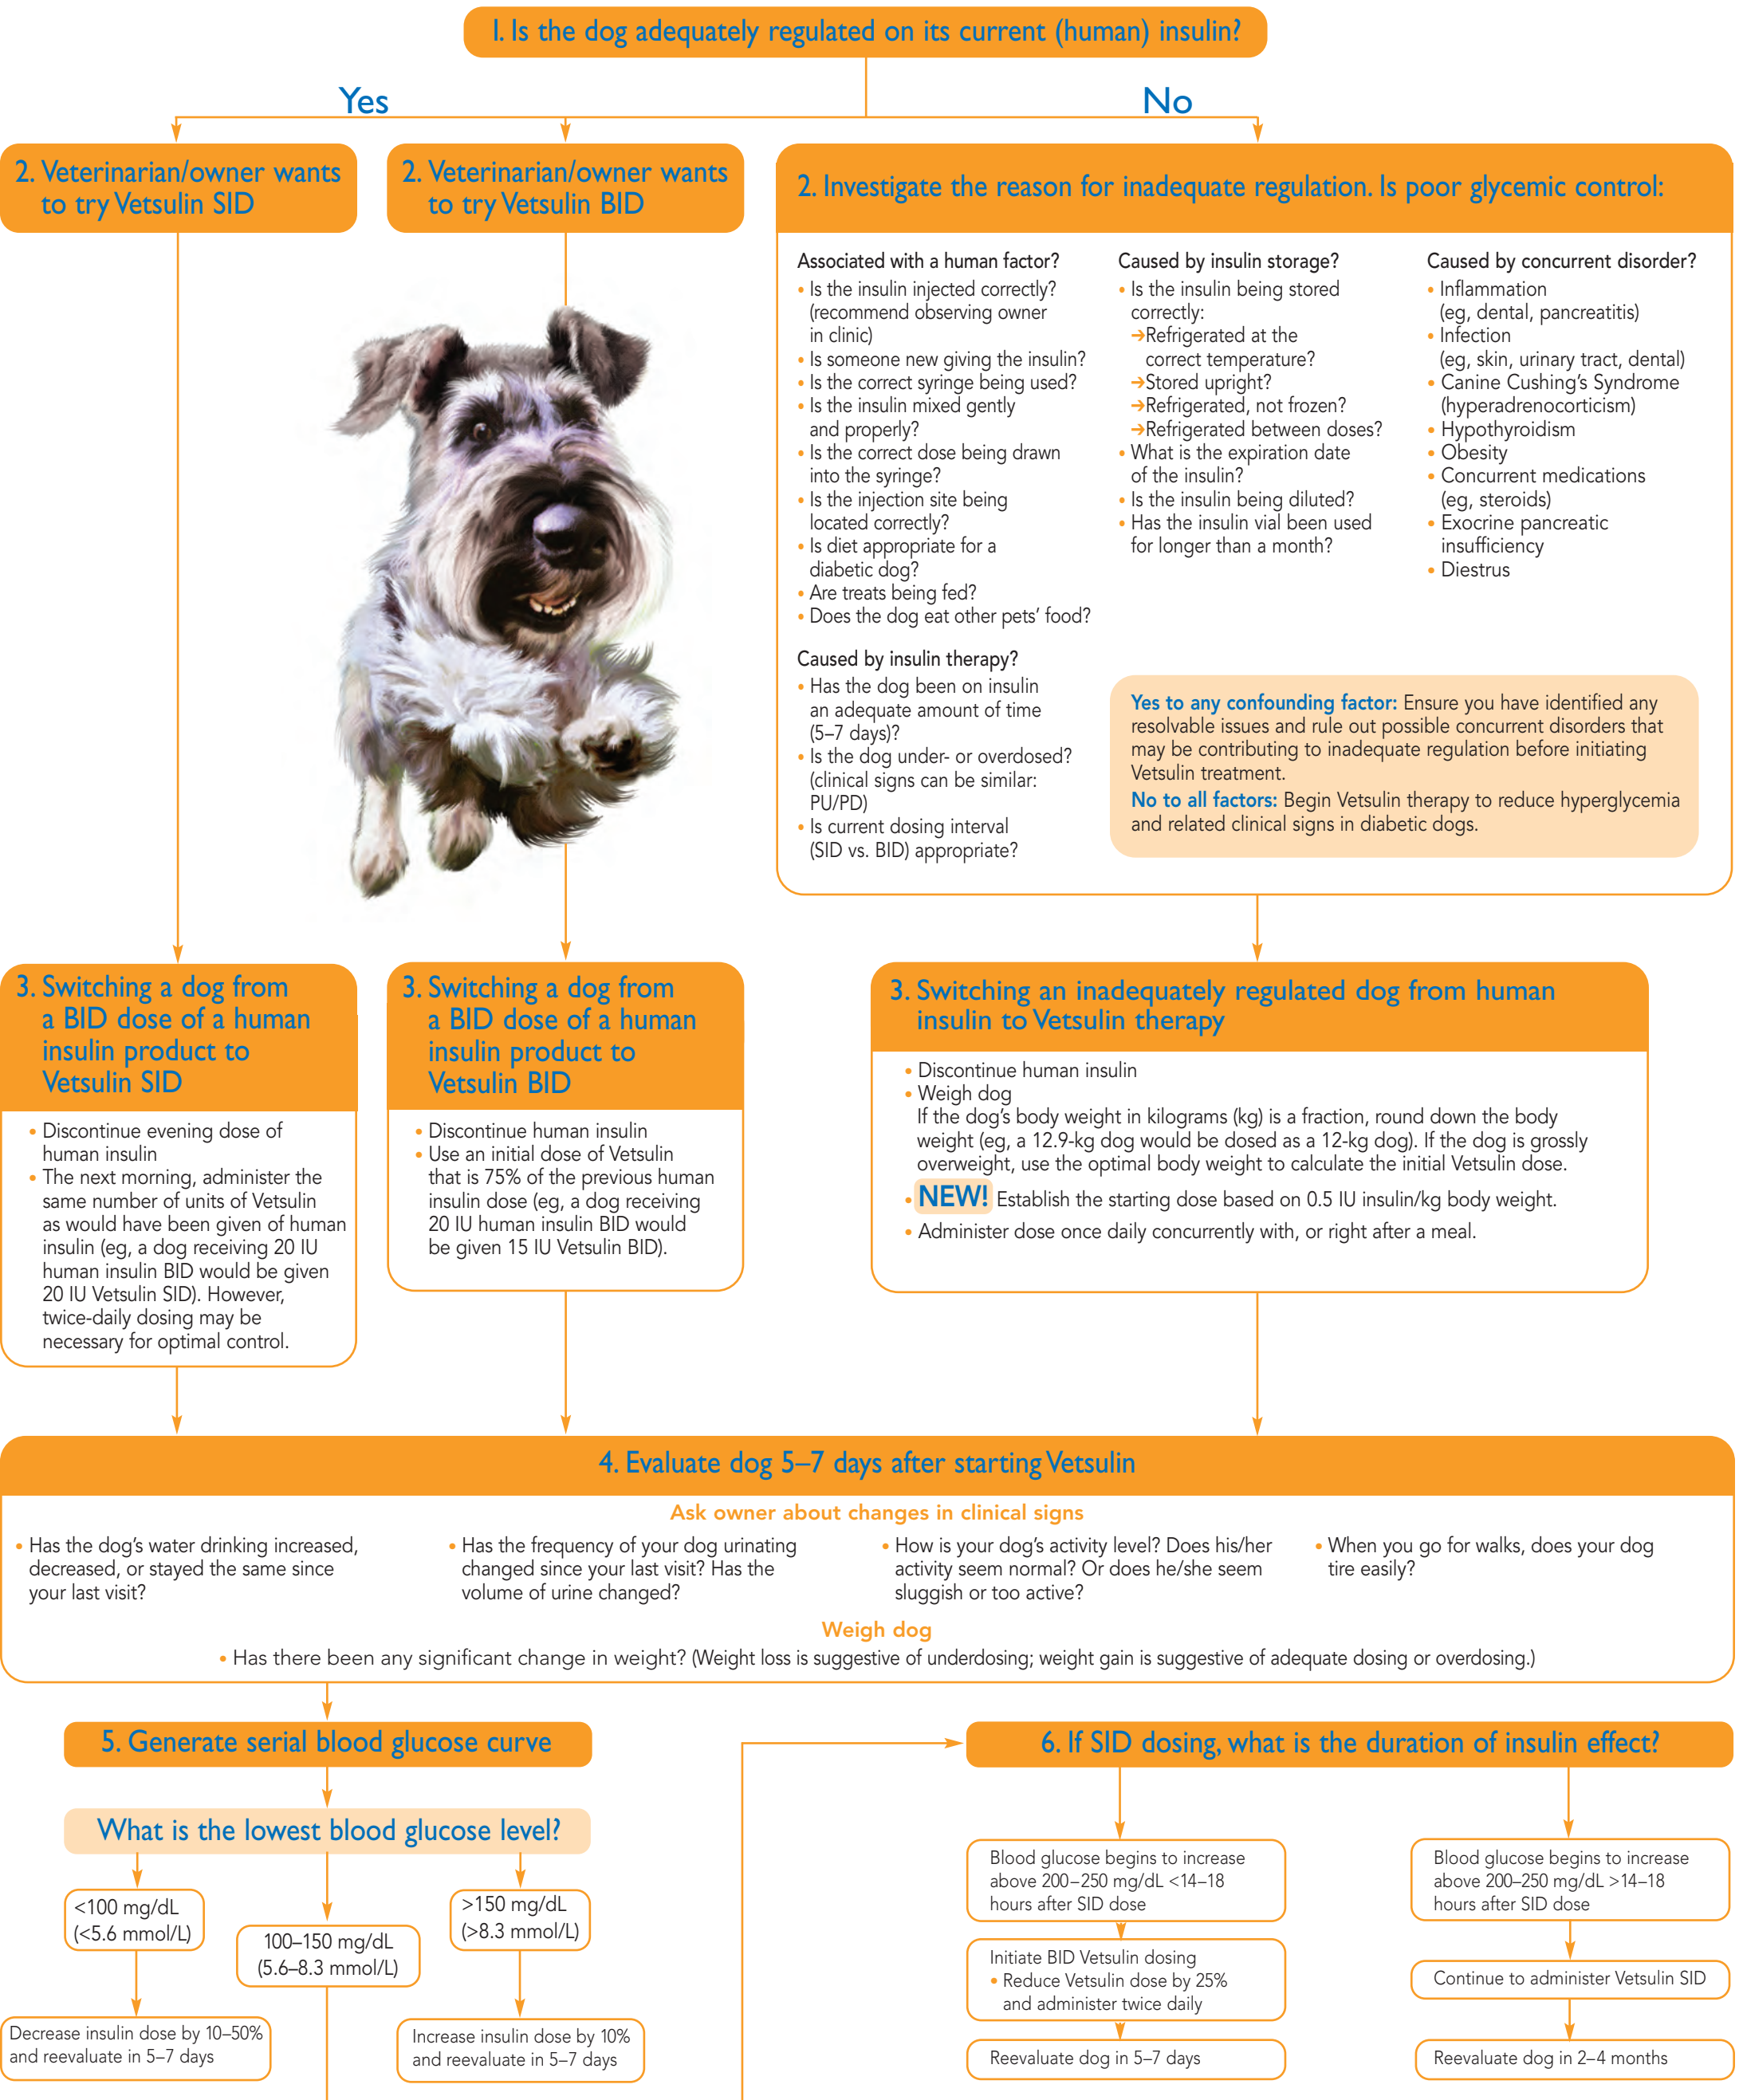 1. Is the dog adequately regulated on its current (human) insulin?
Yes
No
2. Veterinarian/owner wants
to try Vetsulin SID
2. Veterinarian/owner wants
to try Vetsulin BID
2. Investigate the reason for inadequate regulation. Is poor glycemic control:
Associated with a human factor?
• Is the insulin injected correctly?
(recommend observing owner
in clinic)
• Is someone new giving the insulin?
• Is the correct syringe being used?
• Is the insulin mixed gently
and properly?
• Is the correct dose being drawn
into the syringe?
• Is the injection site being
located correctly?
• Is diet appropriate for a
diabetic dog?
• Are treats being fed?
• Does the dog eat other pets’ food?
Caused by insulin storage?
• Is the insulin being stored
correctly:
➔Refrigerated at the
correct temperature?
➔Stored upright?
➔Refrigerated, not frozen?
➔Refrigerated between doses?
• What is the expiration date
of the insulin?
• Is the insulin being diluted?
• Has the insulin vial been used
for longer than a month?
Caused by concurrent disorder?
• Inflammation
(eg, dental, pancreatitis)
• Infection
(eg, skin, urinary tract, dental)
• Canine Cushing’s Syndrome
(hyperadrenocorticism)
• Hypothyroidism
• Obesity
• Concurrent medications
(eg, steroids)
• Exocrine pancreatic
insufficiency
• Diestrus
Caused by insulin therapy?
• Has the dog been on insulin
an adequate amount of time
(5–7 days)?
• Is the dog under- or overdosed?
(clinical signs can be similar:
PU/PD)
• Is current dosing interval
(SID vs. BID) appropriate?
Yes to any confounding factor: Ensure you have identified any
resolvable issues and rule out possible concurrent disorders that
may be contributing to inadequate regulation before initiating
Vetsulin treatment.
No to all factors: Begin Vetsulin therapy to reduce hyperglycemia
and related clinical signs in diabetic dogs.
3. Switching a dog from
a BID dose of a human
insulin product to
Vetsulin SID
• Discontinue evening dose of
human insulin
• The next morning, administer the
same number of units of Vetsulin
as would have been given of human
insulin (eg, a dog receiving 20 IU
human insulin BID would be given
20 IU Vetsulin SID). However,
twice-daily dosing may be
necessary for optimal control.
3. Switching a dog from
a BID dose of a human
insulin product to
Vetsulin BID
• Discontinue human insulin
• Use an initial dose of Vetsulin
that is 75% of the previous human
insulin dose (eg, a dog receiving
20 IU human insulin BID would
be given 15 IU Vetsulin BID).
3. Switching an inadequately regulated dog from human
insulin to Vetsulin therapy
• Discontinue human insulin
• Weigh dog
If the dog’s body weight in kilograms (kg) is a fraction, round down the body
weight (eg, a 12.9-kg dog would be dosed as a 12-kg dog). If the dog is grossly
overweight, use the optimal body weight to calculate the initial Vetsulin dose.
• NEW! Establish the starting dose based on 0.5 IU insulin/kg body weight.
• Administer dose once daily concurrently with, or right after a meal.
4. Evaluate dog 5–7 days after starting Vetsulin
Ask owner about changes in clinical signs
• Has the dog’s water drinking increased,
decreased, or stayed the same since
your last visit?
• Has the frequency of your dog urinating
changed since your last visit? Has the
volume of urine changed?
• How is your dog’s activity level? Does his/her
activity seem normal? Or does he/she seem
sluggish or too active?
• When you go for walks, does your dog
tire easily?
Weigh dog
• Has there been any significant change in weight? (Weight loss is suggestive of underdosing; weight gain is suggestive of adequate dosing or overdosing.)
5. Generate serial blood glucose curve
What is the lowest blood glucose level?
<100 mg/dL
(<5.6 mmol/L)
100–150 mg/dL
(5.6–8.3 mmol/L)
>150 mg/dL
(>8.3 mmol/L)
Decrease insulin dose by 10–50%
and reevaluate in 5–7 days
Increase insulin dose by 10%
and reevaluate in 5–7 days
6. If SID dosing, what is the duration of insulin effect?
Blood glucose begins to increase
above 200–250 mg/dL <14–18
hours after SID dose
Initiate BID Vetsulin dosing
• Reduce Vetsulin dose by 25%
and administer twice daily
Reevaluate dog in 5–7 days
Blood glucose begins to increase
above 200–250 mg/dL >14–18
hours after SID dose
Continue to administer Vetsulin SID
Reevaluate dog in 2–4 months